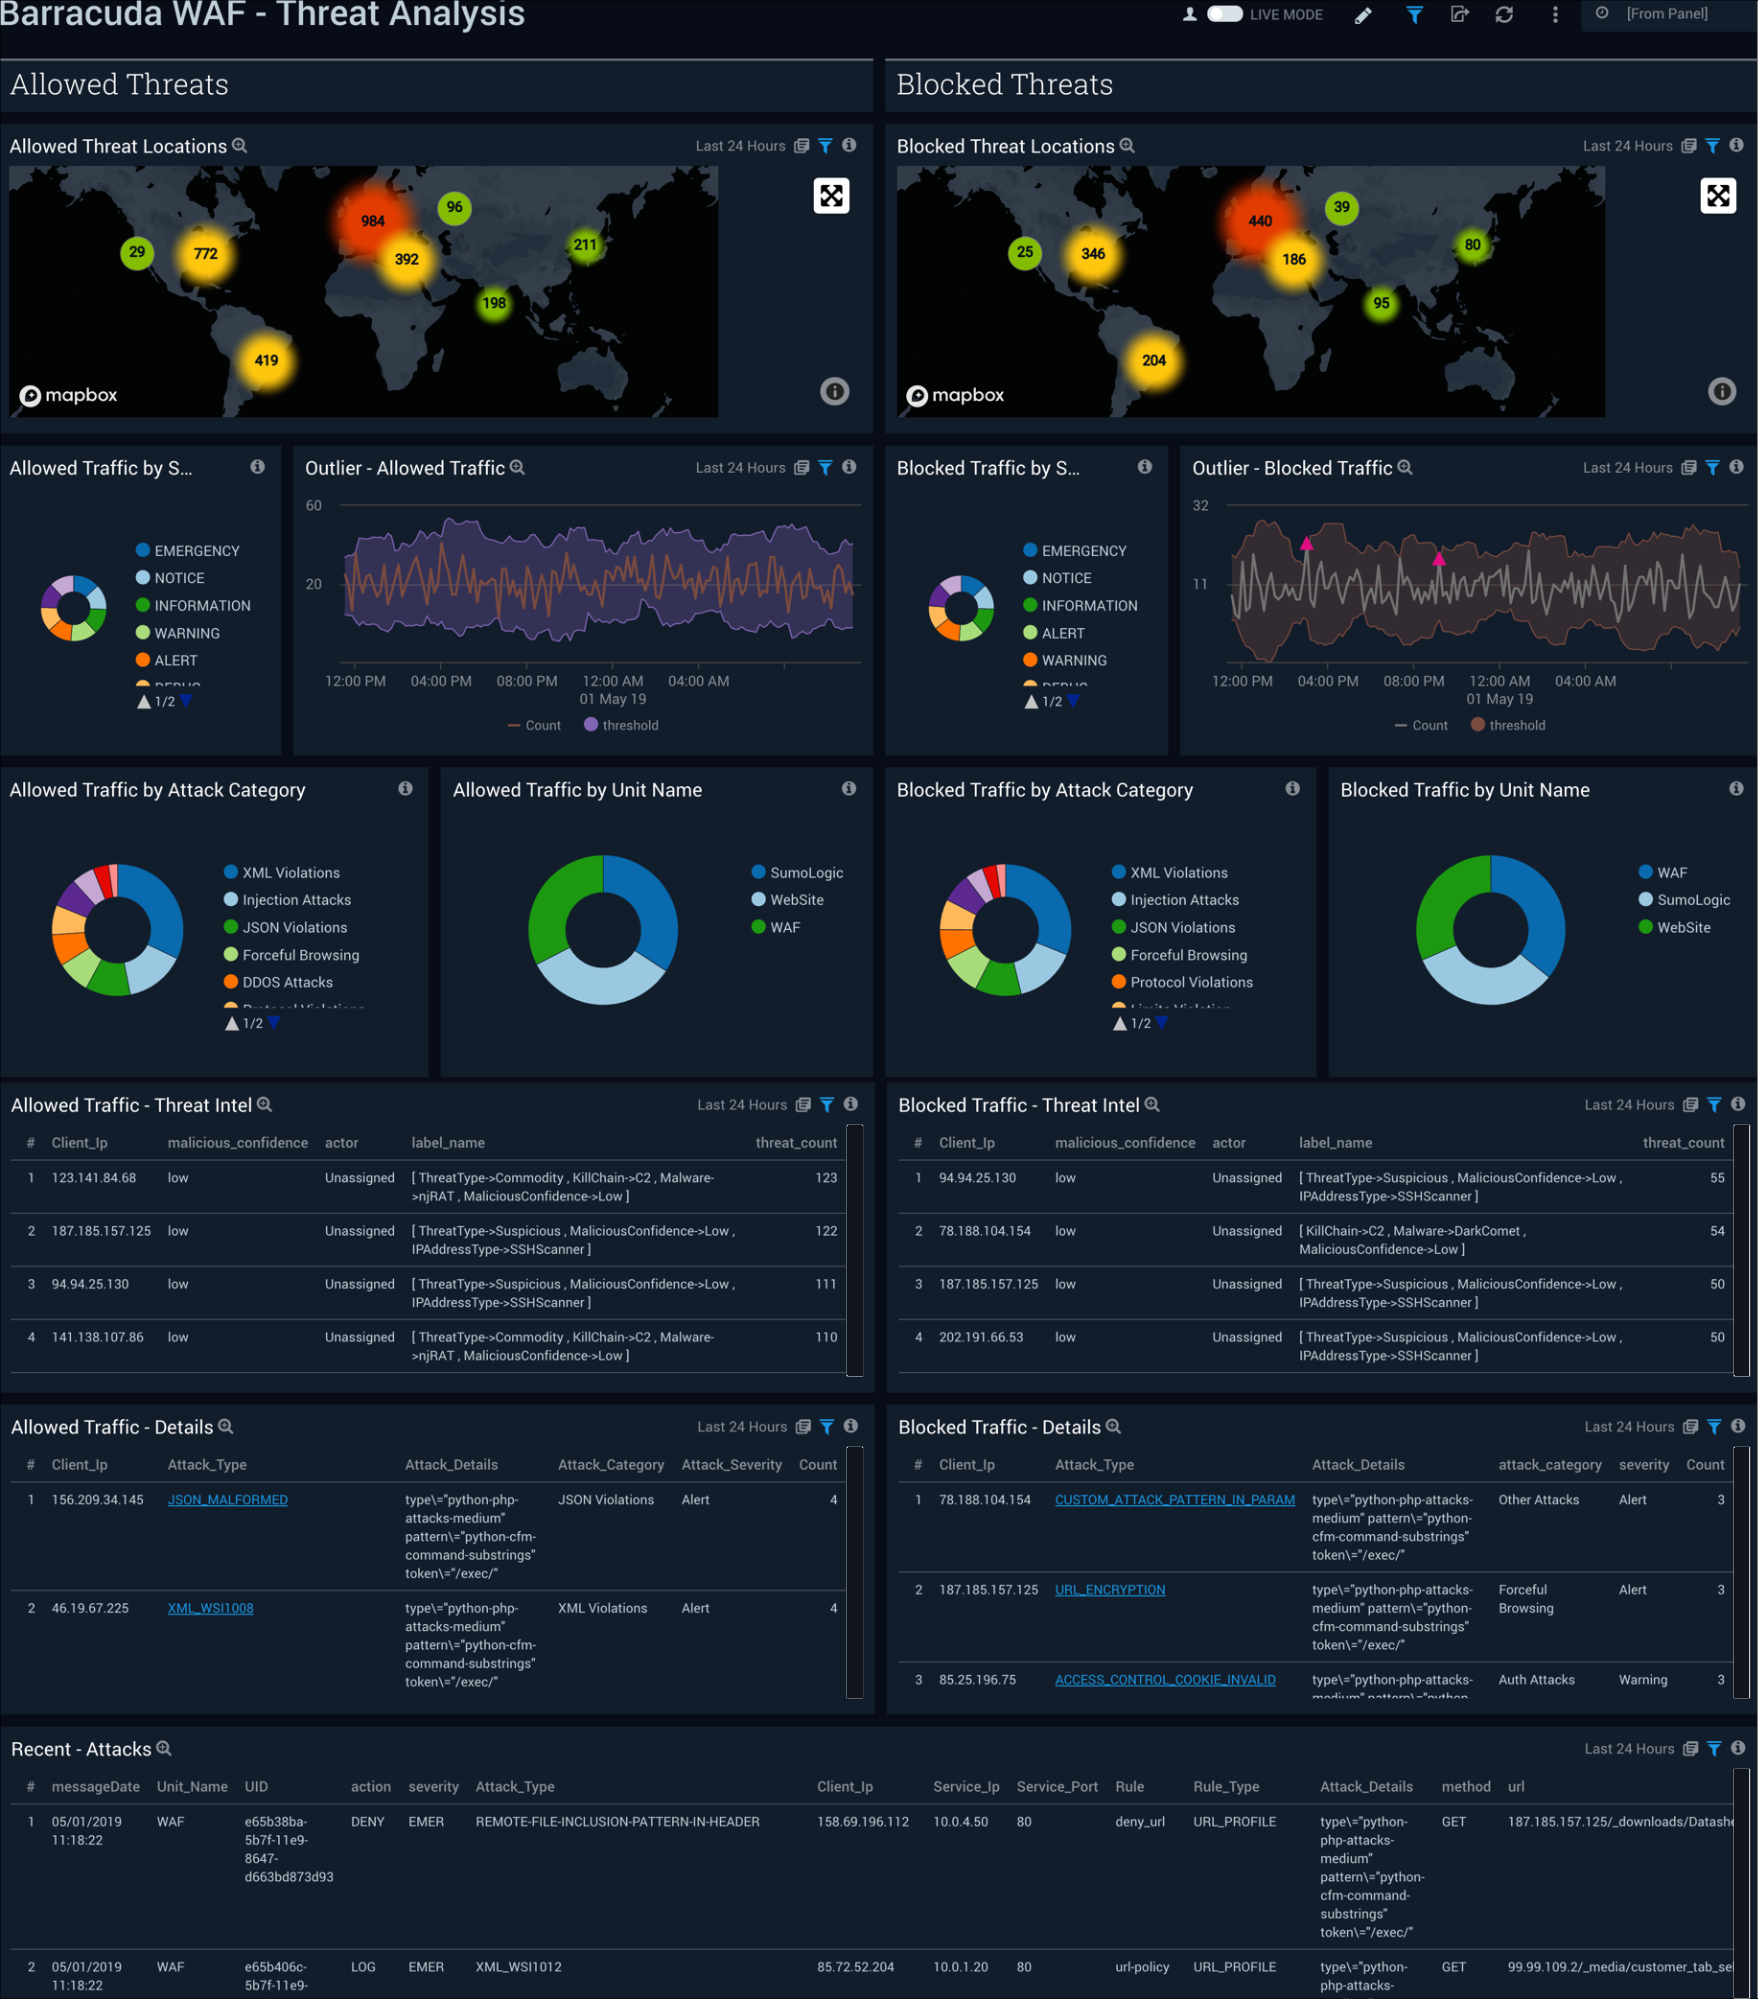 Barracuda WAF - Threat Analysis
LIVE MODE
[From Panel]
Allowed Threats
Blocked Threats
Allowed Threat Locations
Last 24 Hours
984
96
29
772
392
211
198
419
mapbox
Blocked Threat Locations
Last 24 Hours
440
39
25
346
186
80
95
204
mapbox
Allowed Traffic by S...
EMERGENCY
NOTICE
INFORMATION
WARNING
ALERT
DEBUG
1/2
Outlier - Allowed Traffic
Last 24 Hours
60
20
12:00 PM 04:00 PM 08:00 PM 12:00 AM 04:00 AM
01 May 19
Count threshold
Blocked Traffic by S...
EMERGENCY
NOTICE
INFORMATION
ALERT
WARNING
DEBUG
1/2
Outlier - Blocked Traffic
Last 24 Hours
32
11
12:00 PM 04:00 PM 08:00 PM 12:00 AM 04:00 AM
01 May 19
Count threshold
Allowed Traffic by Attack Category
XML Violations
Injection Attacks
JSON Violations
Forceful Browsing
DDOS Attacks
Protocol Violations
1/2
Allowed Traffic by Unit Name
SumoLogic
WebSite
WAF
Blocked Traffic by Attack Category
XML Violations
Injection Attacks
JSON Violations
Forceful Browsing
Protocol Violations
Limits Violation
1/2
Blocked Traffic by Unit Name
WAF
SumoLogic
WebSite
Allowed Traffic - Threat Intel
Last 24 Hours
# Client_Ip malicious_confidence actor label_name threat_count
1 123.141.84.68 low Unassigned [ ThreatType->Commodity , KillChain->C2 , Malware- 123
>njRAT , MaliciousConfidence->Low ]
2 187.185.157.125 low Unassigned [ ThreatType->Suspicious , MaliciousConfidence->Low , 122
IPAddressType->SSHScanner ]
3 94.94.25.130 low Unassigned [ ThreatType->Suspicious , MaliciousConfidence->Low , 111
IPAddressType->SSHScanner ]
4 141.138.107.86 low Unassigned [ ThreatType->Commodity , KillChain->C2 , Malware- 110
>njRAT , MaliciousConfidence->Low ]
Blocked Traffic - Threat Intel
Last 24 Hours
# Client_Ip malicious_confidence actor label_name threat_count
1 94.94.25.130 low Unassigned [ ThreatType->Suspicious , MaliciousConfidence->Low , 55
IPAddressType->SSHScanner ]
2 78.188.104.154 low Unassigned [ KillChain->C2 , Malware->DarkComet , 54
MaliciousConfidence->Low ]
3 187.185.157.125 low Unassigned [ ThreatType->Suspicious , MaliciousConfidence->Low , 50
IPAddressType->SSHScanner ]
4 202.191.66.53 low Unassigned [ ThreatType->Suspicious , MaliciousConfidence->Low , 50
IPAddressType->SSHScanner ]
Allowed Traffic - Details
Last 24 Hours
# Client_Ip Attack_Type Attack_Details Attack_Category Attack_Severity Count
1 156.209.34.145 JSON_MALFORMED type\="python-php- JSON Violations Alert 4
attacks-medium"
pattern\="python-cfm-
command-substrings"
token\="/exec/"
2 46.19.67.225 XML_WSI1008 type\="python-php- XML Violations Alert 4
attacks-medium"
pattern\="python-cfm-
command-substrings"
token\="/exec/"
Blocked Traffic - Details
Last 24 Hours
# Client_Ip Attack_Type Attack_Details attack_category severity Count
1 78.188.104.154 CUSTOM_ATTACK_PATTERN_IN_PARAM type\="python-php-attacks- Other Attacks Alert 3
medium" pattern\="python-
cfm-command-substrings"
token\="/exec/"
2 187.185.157.125 URL_ENCRYPTION type\="python-php-attacks- Forceful Alert 3
medium" pattern\="python- Browsing
cfm-command-substrings"
token\="/exec/"
3 85.25.196.75 ACCESS_CONTROL_COOKIE_INVALID type\="python-php-attacks- Auth Attacks Warning 3
medium" pattern\="python-
Recent - Attacks
Last 24 Hours
# messageDate Unit_Name UID action severity Attack_Type Client_Ip Service_Ip Service_Port Rule Rule_Type Attack_Details method url
1 05/01/2019 WAF e65b38ba- DENY EMER REMOTE-FILE-INCLUSION-PATTERN-IN-HEADER 158.69.196.112 10.0.4.50 80 deny_url URL_PROFILE type\="python- GET 187.185.157.125/_downloads/Datashe
11:18:22 5b7f-11e9- php-attacks-
8647- medium"
d663bd873d93 pattern\="python-
cfm-command-
substrings"
token\="/exec/"
2 05/01/2019 WAF e65b406c- LOG EMER XML_WSI1012 85.72.52.204 10.0.1.20 80 url-policy URL_PROFILE type\="python- GET 99.99.109.2/_media/customer_tab_se
11:18:22 5b7f-11e9- php-attacks-